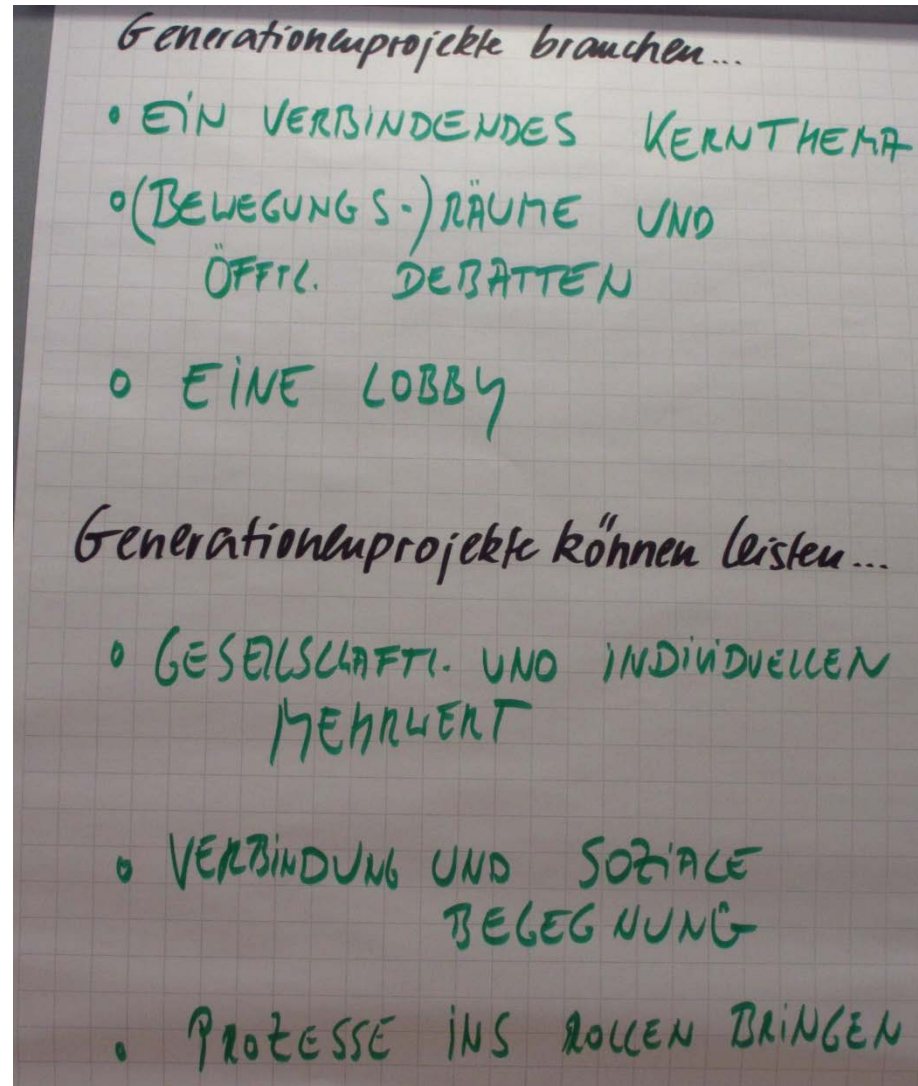 Generationenprojekte brauchen...
• EIN VERBINDENDES KERNTHEMA
• (BEWEGUNGS-) RÄUME UND
ÖFFTL. DEBATTEN
• EINE LOBBY
Generationenprojekte können leisten...
• GESELLSCHAFTL. UND INDIVIDUELLEN
MEHRWERT
• VERBINDUNG UND SOZIALE
BEGEGNUNG
• PROZESSE INS ROLLEN BRINGEN